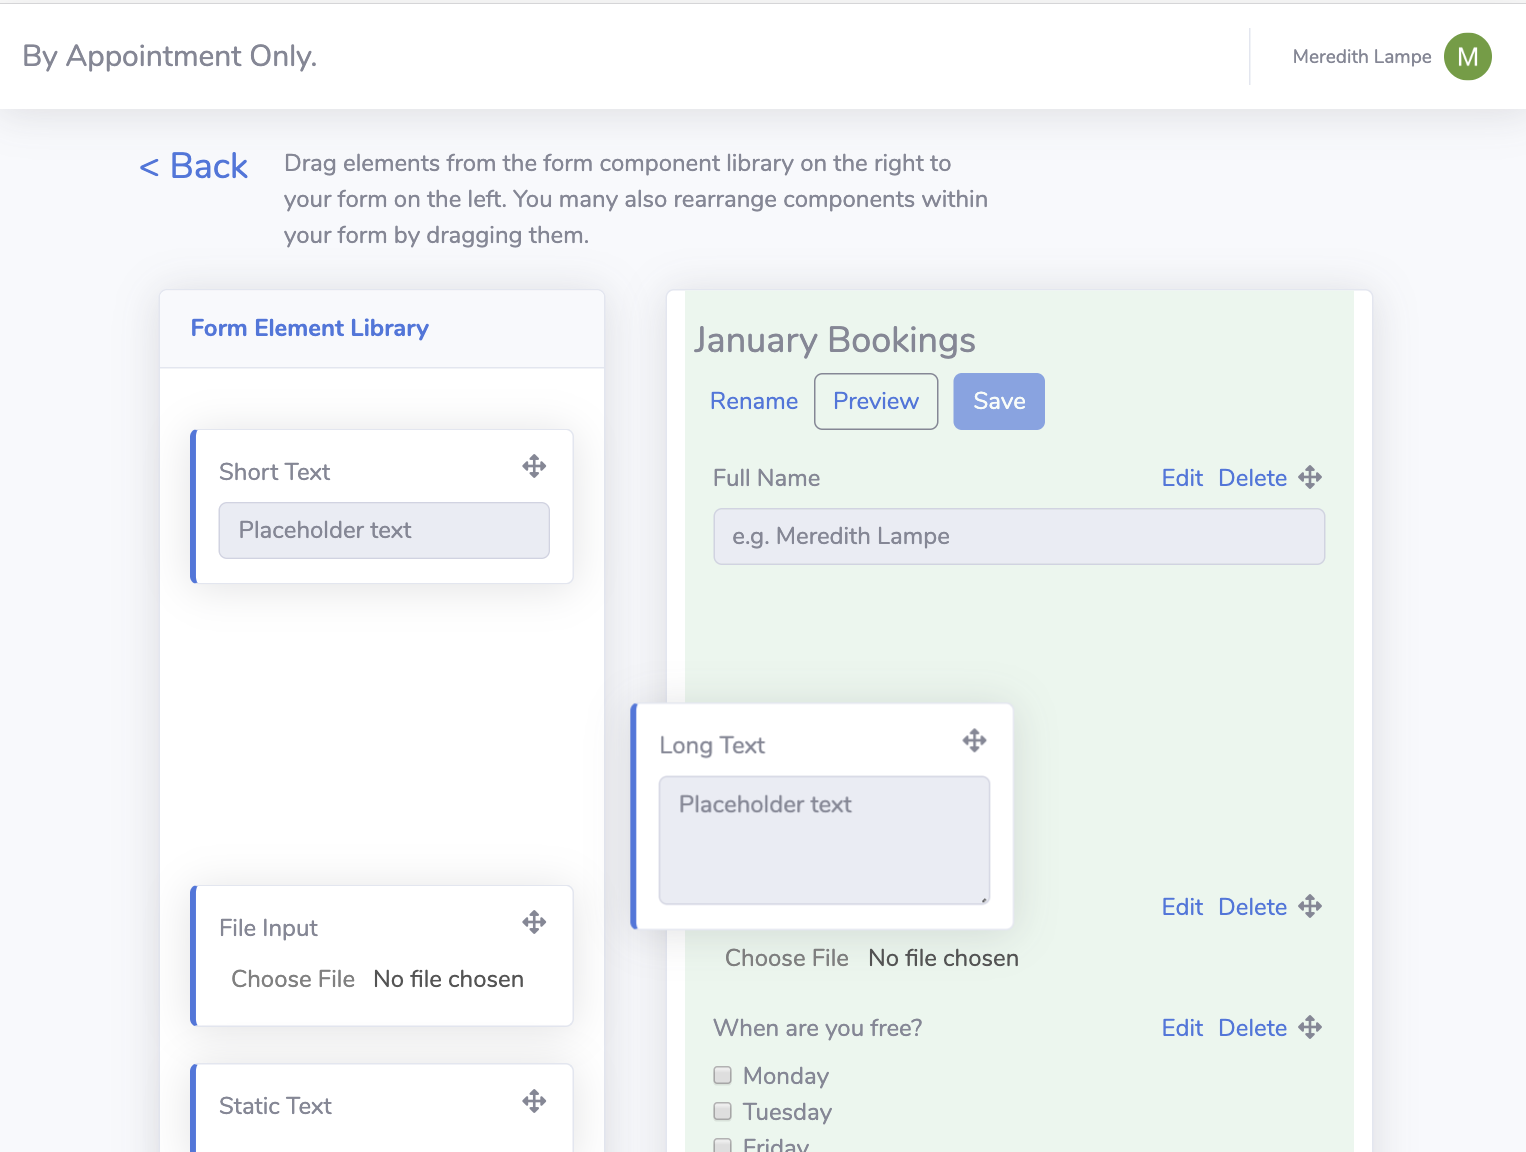 By Appointment Only.
Meredith Lampe
M
< Back
Drag elements from the form component library on the right to
your form on the left. You many also rearrange components within
your form by dragging them.
Form Element Library
Short Text
Placeholder text
File Input
Choose File No file chosen
Static Text
January Bookings
Rename Preview Save
Full Name Edit Delete
e.g. Meredith Lampe
Long Text
Placeholder text
Edit Delete
Choose File No file chosen
When are you free? Edit Delete
Monday
Tuesday
Friday